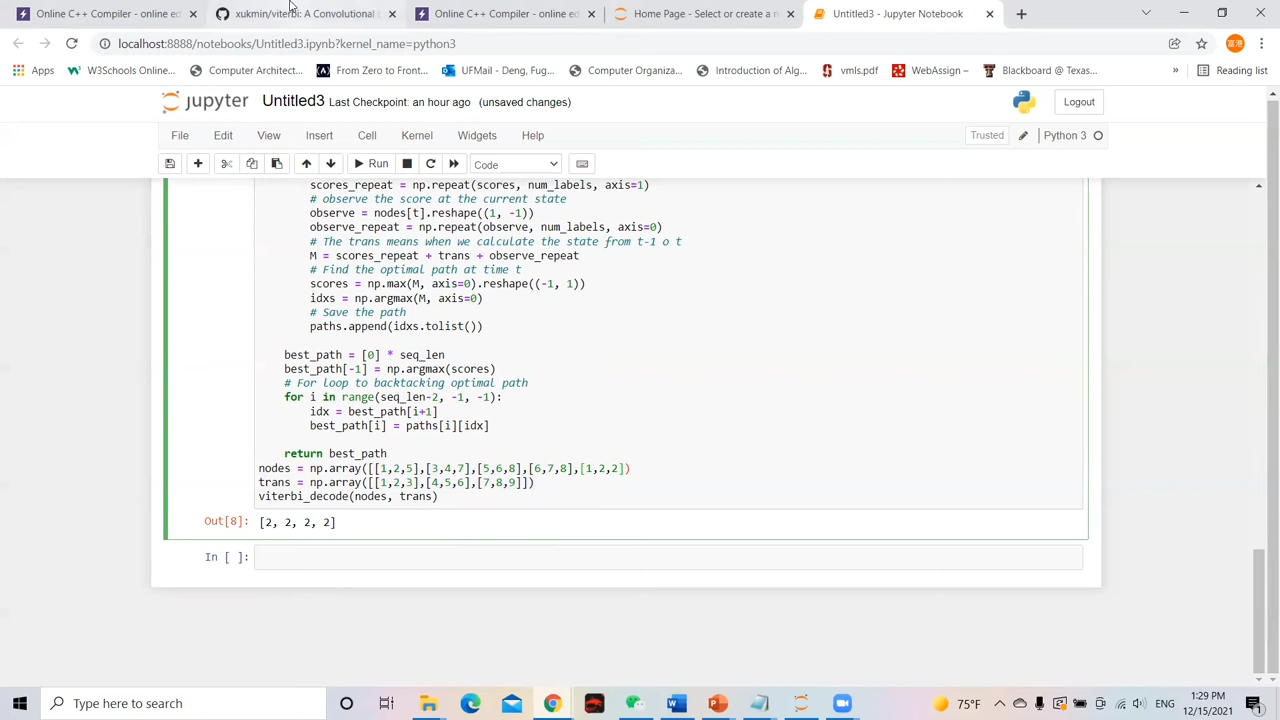 Online C++ Compiler - online ed
xukmin/viterbi: A Convolutional
Online C++ Compiler - online ed
Home Page - Select or create a n
Untitled3 - Jupyter Notebook
localhost:8888/notebooks/Untitled3.ipynb?kernel_name=python3
富港
Apps
W3Schools Online...
Computer Architect...
From Zero to Front...
UFMail - Deng, Fug...
Computer Organiza...
Introduction of Alg...
vmls.pdf
WebAssign –
Blackboard @ Texas...
»
Reading list
jupyter Untitled3 Last Checkpoint: an hour ago (unsaved changes)
Logout
File Edit View Insert Cell Kernel Widgets Help
Trusted Python 3
Run Code
scores_repeat = np.repeat(scores, num_labels, axis=1)
# observe the score at the current state
observe = nodes[t].reshape((1, -1))
observe_repeat = np.repeat(observe, num_labels, axis=0)
# The trans means when we calculate the state from t-1 o t
M = scores_repeat + trans + observe_repeat
# Find the optimal path at time t
scores = np.max(M, axis=0).reshape((-1, 1))
idxs = np.argmax(M, axis=0)
# Save the path
paths.append(idxs.tolist())
best_path = [0] * seq_len
best_path[-1] = np.argmax(scores)
# For loop to backtacking optimal path
for i in range(seq_len-2, -1, -1):
idx = best_path[i+1]
best_path[i] = paths[i][idx]
return best_path
nodes = np.array([[1,2,5],[3,4,7],[5,6,8],[6,7,8],[1,2,2])
trans = np.array([[1,2,3],[4,5,6],[7,8,9]])
viterbi_decode(nodes, trans)
Out[8]: [2, 2, 2, 2]
In [ ]:
Type here to search
75°F
ENG
1:29 PM
12/15/2021
1